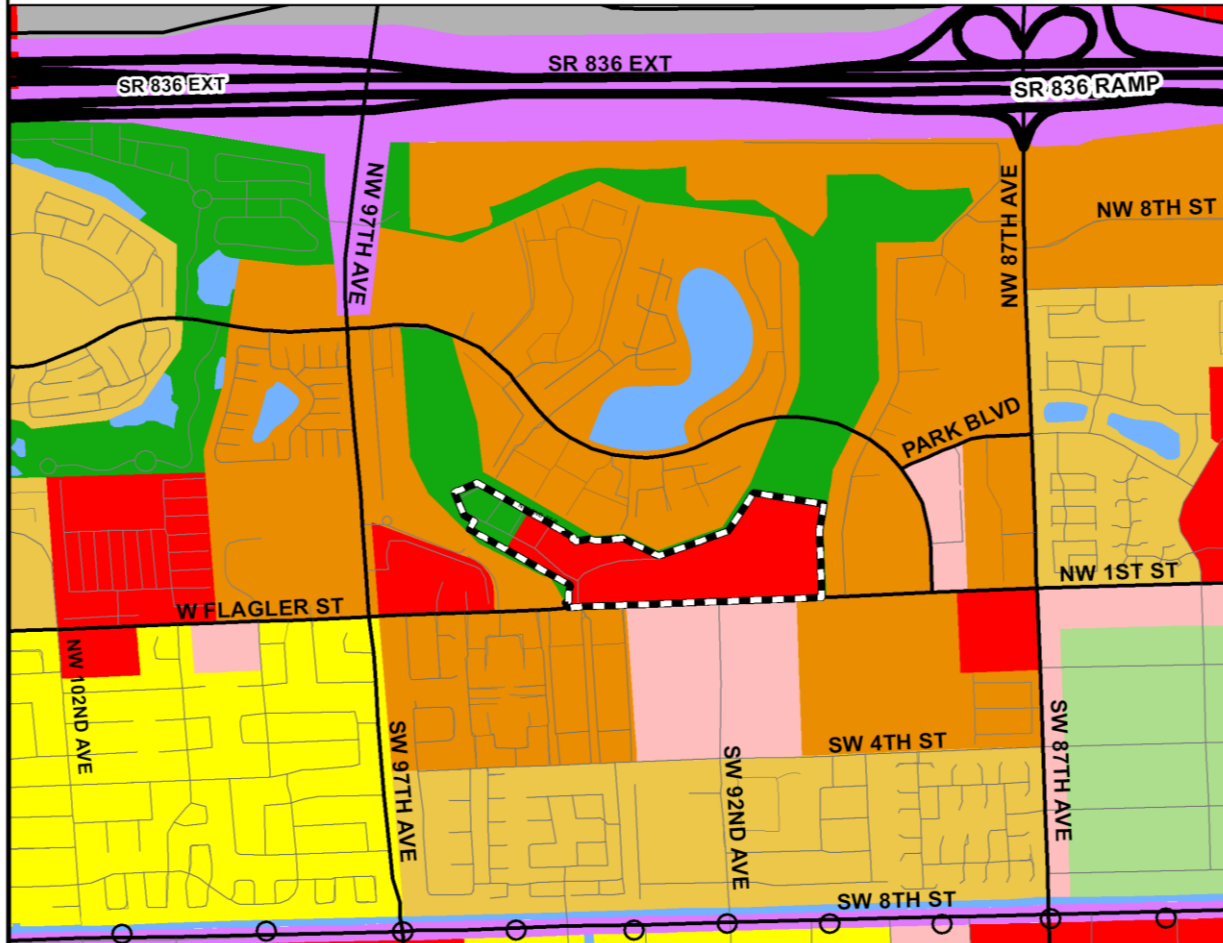 SR 836 EXT
SR 836 EXT
SR 836 RAMP
NW 97TH AVE
NW 87TH AVE
NW 8TH ST
PARK BLVD
NW 1ST ST
W FLAGLER ST
NW 102ND AVE
SW 97TH AVE
SW 4TH ST
SW 92ND AVE
SW 87TH AVE
SW 8TH ST